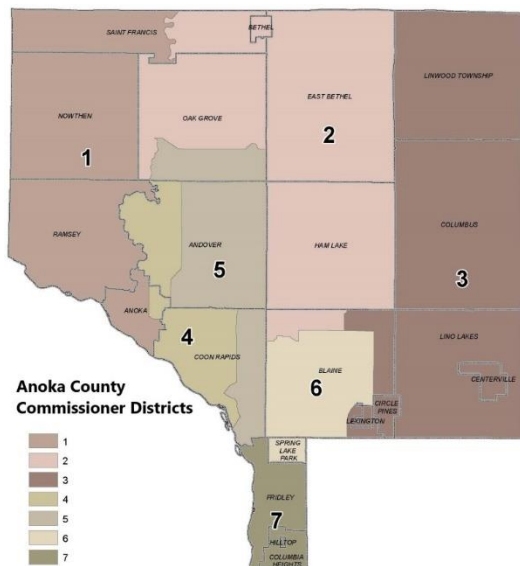 SAINT FRANCIS
BETHEL
LINWOOD TOWNSHIP
EAST BETHEL
NOWTHEN
OAK GROVE
2
1
RAMSEY
ANDOVER
HAM LAKE
COLUMBUS
5
3
ANOKA
4
COON RAPIDS
LINO LAKES
BLAINE
6
CENTERVILLE
CIRCLE
PINES
LEXINGTON
Anoka County
Commissioner Districts
1
2
3
4
5
6
7
SPRING
LAKE
PARK
FRIDLEY
7
HILLTOP
COLUMBIA
HEIGHTS